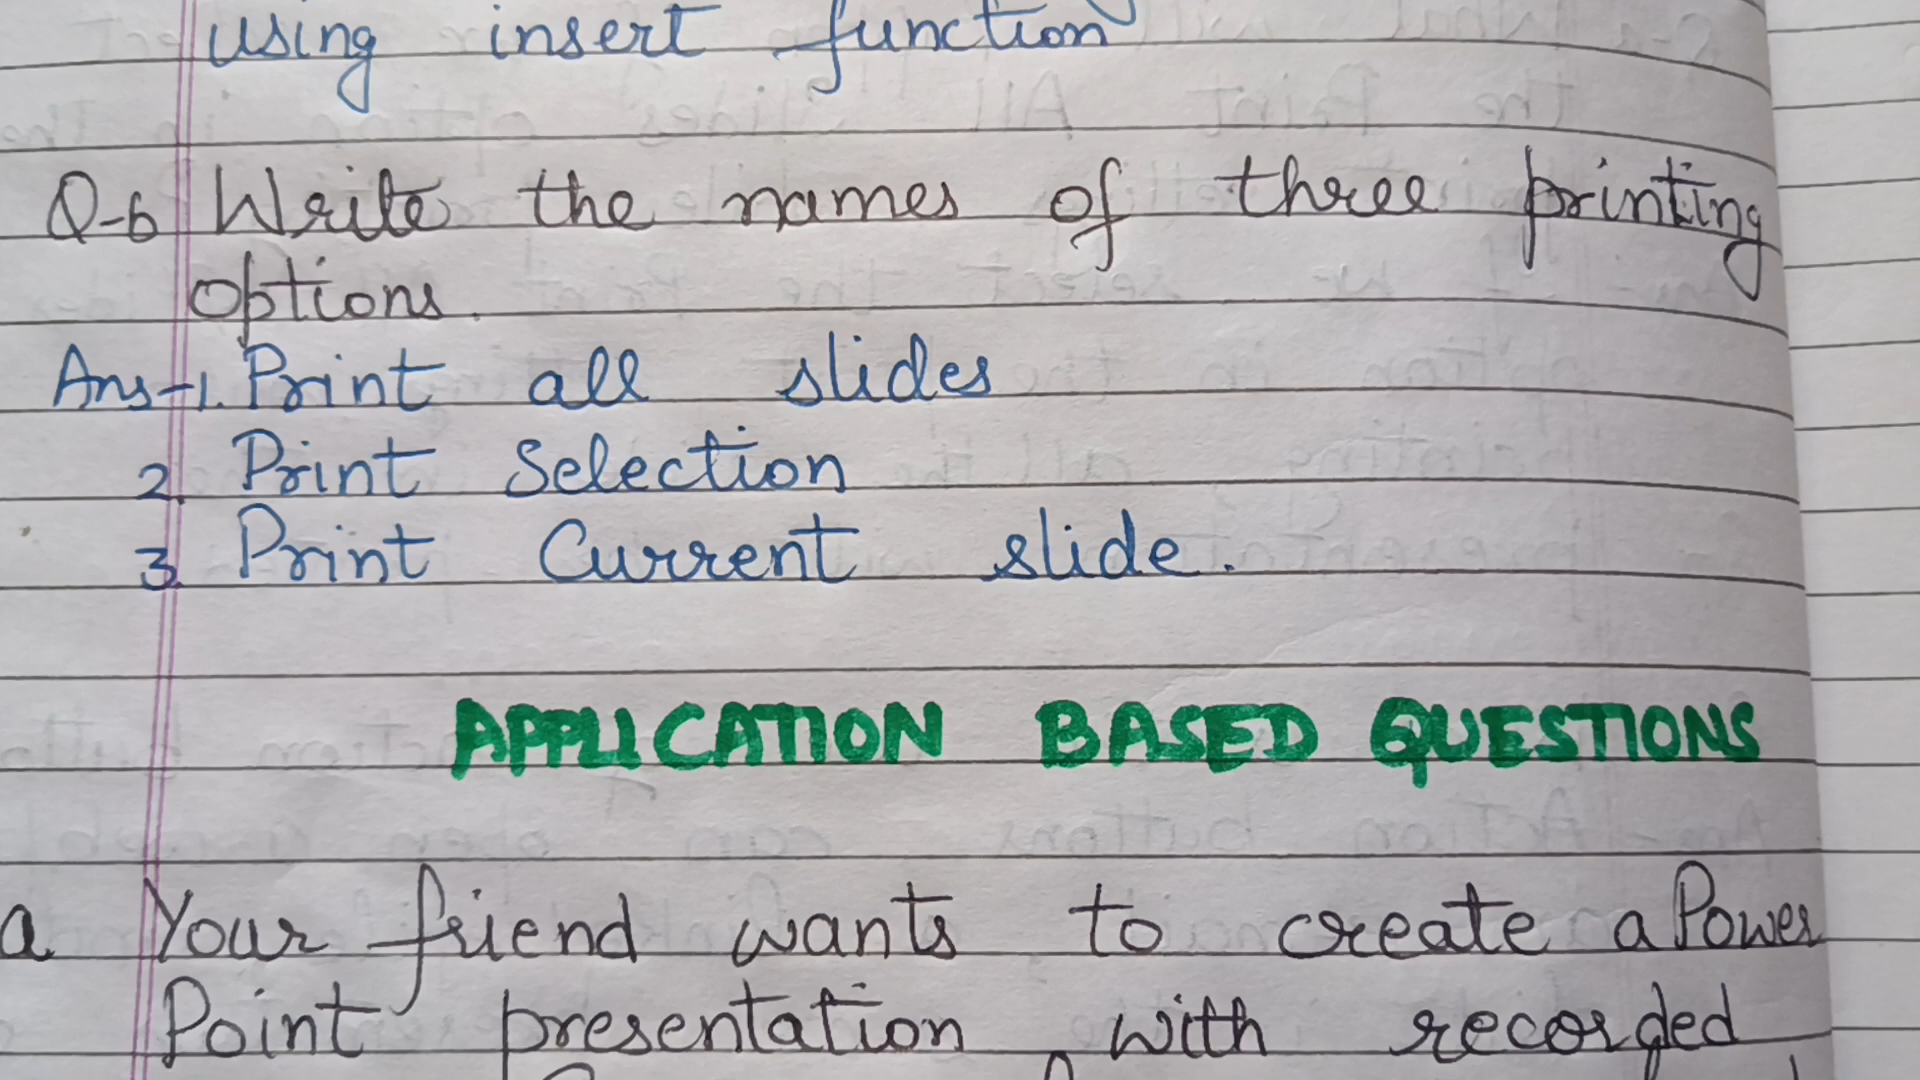 using insert function
Q-6 Write the names of three printing
options.
Ans-1. Print all slides
2. Print Selection
3. Print Current slide.
APPLICATION BASED QUESTIONS
a Your friend wants to create a Power
Point presentation with recorded